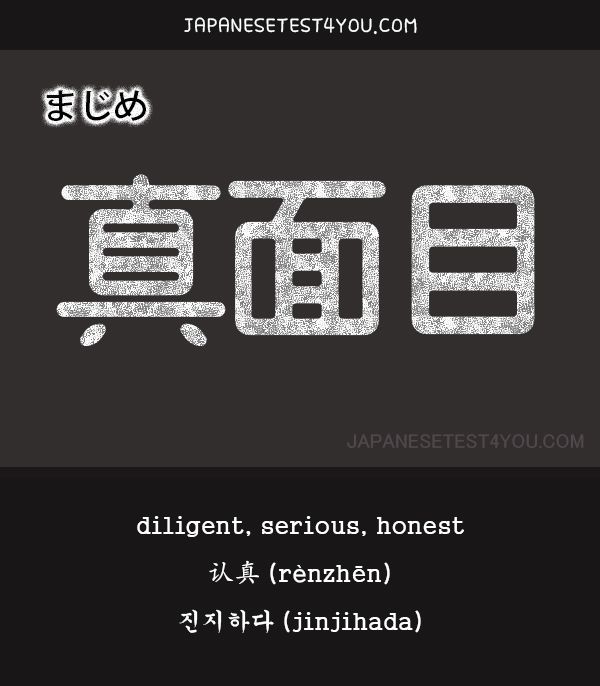 JAPANESETEST4YOU.COM
まじめ
真面目
JAPANESETEST4YOU.COM
diligent, serious, honest
认真 (rènzhēn)
진지하다 (jinjihada)